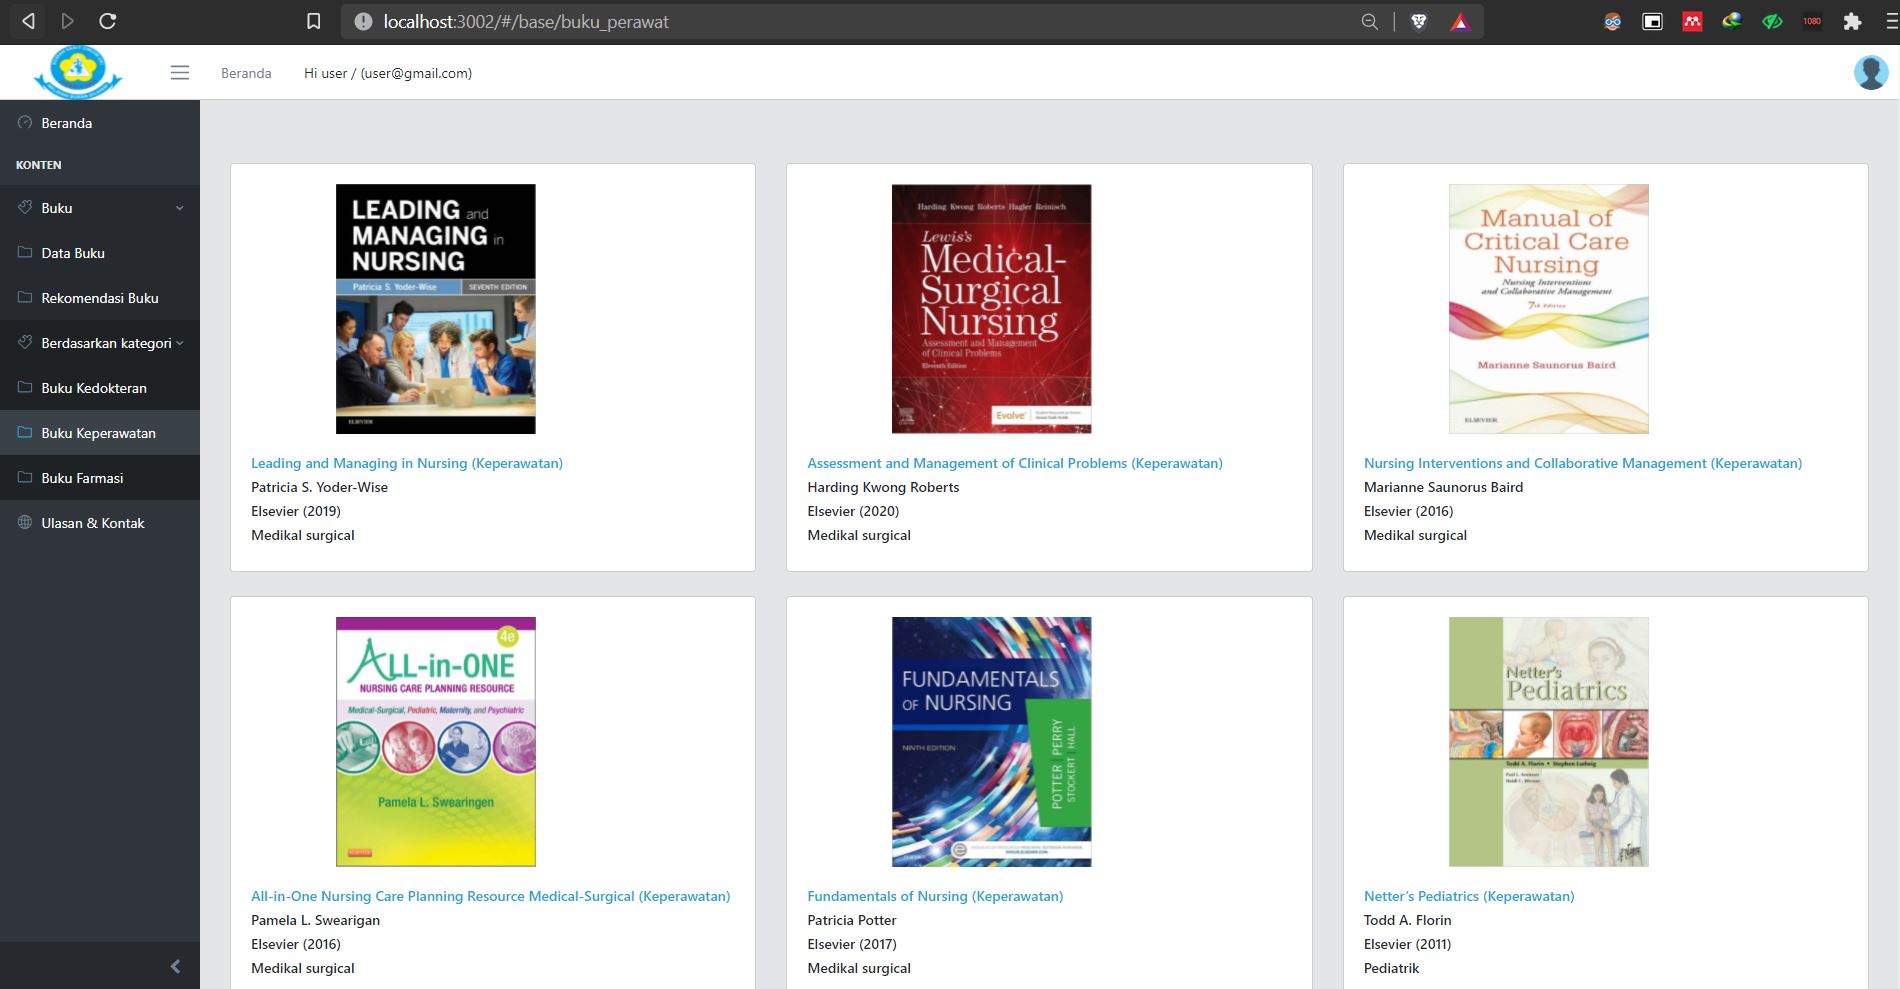 localhost:3002/#/base/buku_perawat
1080
Beranda
Hi user / (user@gmail.com)
Beranda
KONTEN
Buku
Data Buku
Rekomendasi Buku
Berdasarkan kategori
Buku Kedokteran
Buku Keperawatan
Buku Farmasi
Ulasan & Kontak
LEADING and
MANAGING in
NURSING
Patricia S. Yoder-Wise
SEVENTH EDITION
ELSEVIER
Leading and Managing in Nursing (Keperawatan)
Patricia S. Yoder-Wise
Elsevier (2019)
Medikal surgical
Harding Kwong Roberts Hagler Reinisch
Lewis's
Medical-
Surgical
Nursing
Assessment and Management
of Clinical Problems
Eleventh Edition
Evolve
Assessment and Management of Clinical Problems (Keperawatan)
Harding Kwong Roberts
Elsevier (2020)
Medikal surgical
Manual of
Critical Care
Nursing
Nursing Interventions
and Collaborative Management
7th Edition
Marianne Saunorus Baird
ELSEVIER
Nursing Interventions and Collaborative Management (Keperawatan)
Marianne Saunorus Baird
Elsevier (2016)
Medikal surgical
4e
ALL-in-ONE
NURSING CARE PLANNING RESOURCE
Medical-Surgical, Pediatric, Maternity, and Psychiatric
Pamela L. Swearingen
ELSEVIER
All-in-One Nursing Care Planning Resource Medical-Surgical (Keperawatan)
Pamela L. Swearigan
Elsevier (2016)
Medikal surgical
FUNDAMENTALS
OF NURSING
NINTH EDITION
POTTER | PERRY
STOCKERT | HALL
Fundamentals of Nursing (Keperawatan)
Patricia Potter
Elsevier (2017)
Medikal surgical
Netter's
Pediatrics
Todd A. Florin • Stephen Ludwig
Netter’s Pediatrics (Keperawatan)
Todd A. Florin
Elsevier (2011)
Pediatrik